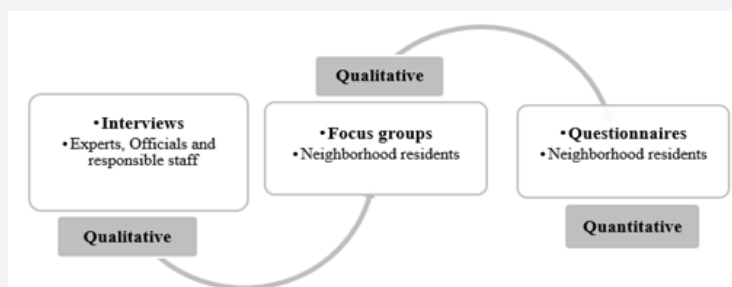 •Interviews
•Experts, Officials and
responsible staff
Qualitative
Qualitative
•Focus groups
•Neighborhood residents
•Questionnaires
•Neighborhood residents
Quantitative